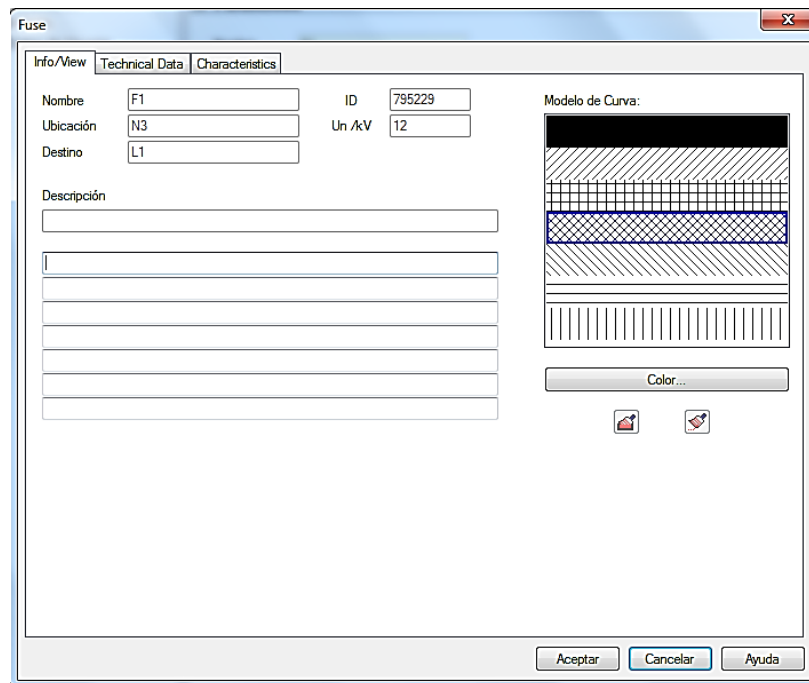 Fuse
Info/View Technical Data Characteristics
Nombre F1 ID 795229 Modelo de Curva:
Ubicación N3 Un /kV 12
Destino L1
Descripción
Color...
Aceptar Cancelar Ayuda